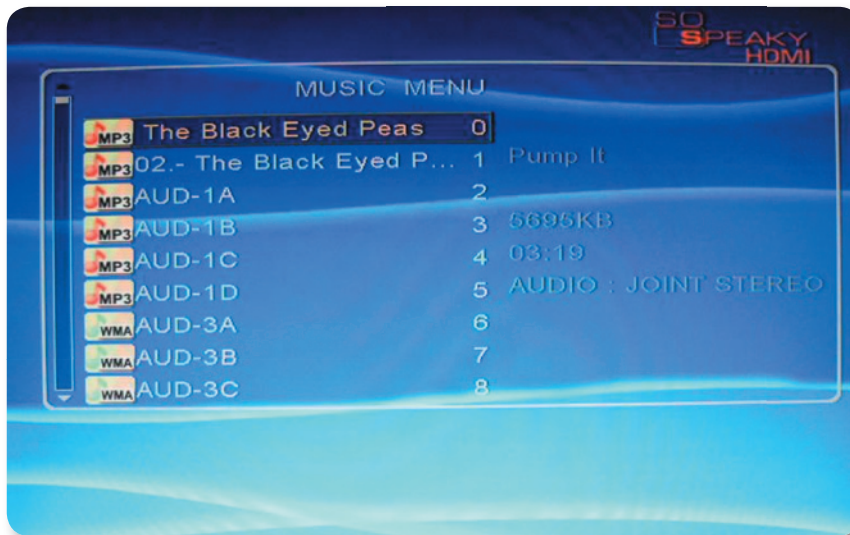 SO
SPEAKY
HDMI
MUSIC MENU
MP3 The Black Eyed Peas 0
MP3 02.- The Black Eyed P... 1 Pump It
MP3 AUD-1A 2
MP3 AUD-1B 3 5695KB
MP3 AUD-1C 4 03:19
MP3 AUD-1D 5 AUDIO : JOINT STEREO
WMA AUD-3A 6
WMA AUD-3B 7
WMA AUD-3C 8